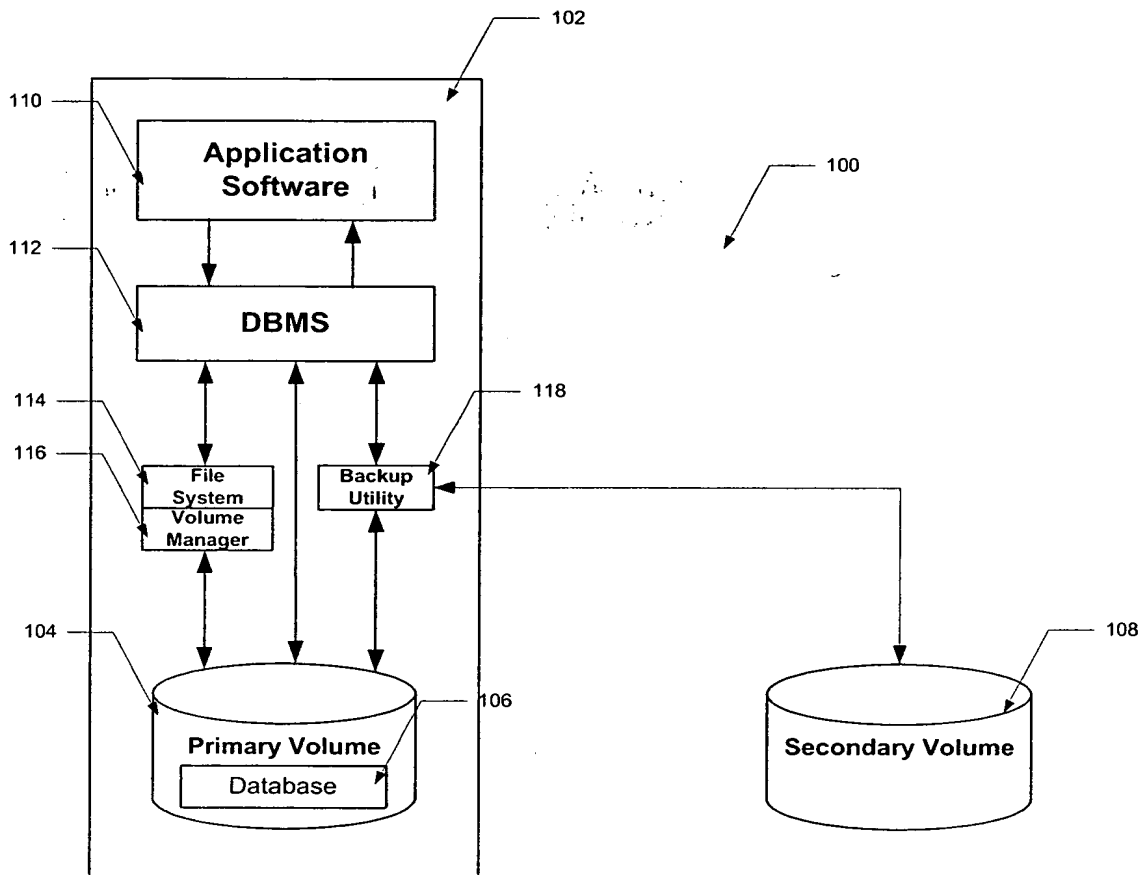 102
110
Application
Software
100
112
DBMS
118
114
116
File
System
Backup
Utility
Volume
Manager
104
108
106
Primary Volume
Secondary Volume
Database